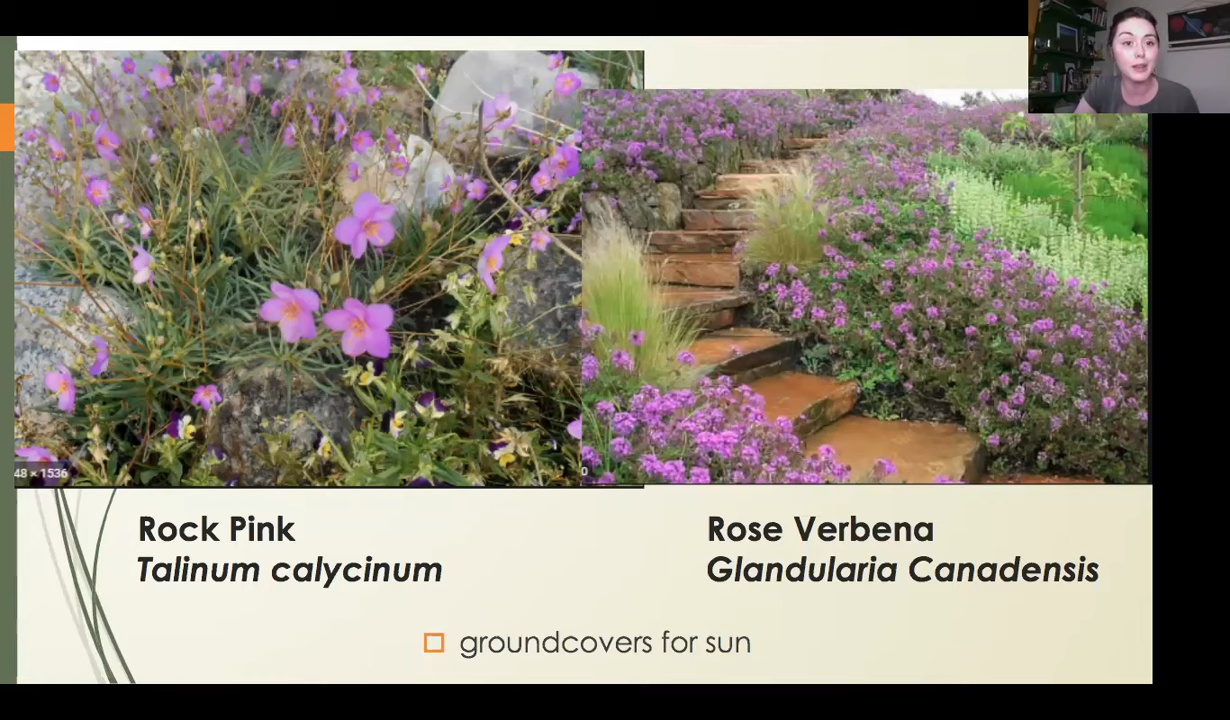 48 × 1536
Rock Pink
Talinum calycinum
Rose Verbena
Glandularia Canadensis
groundcovers for sun